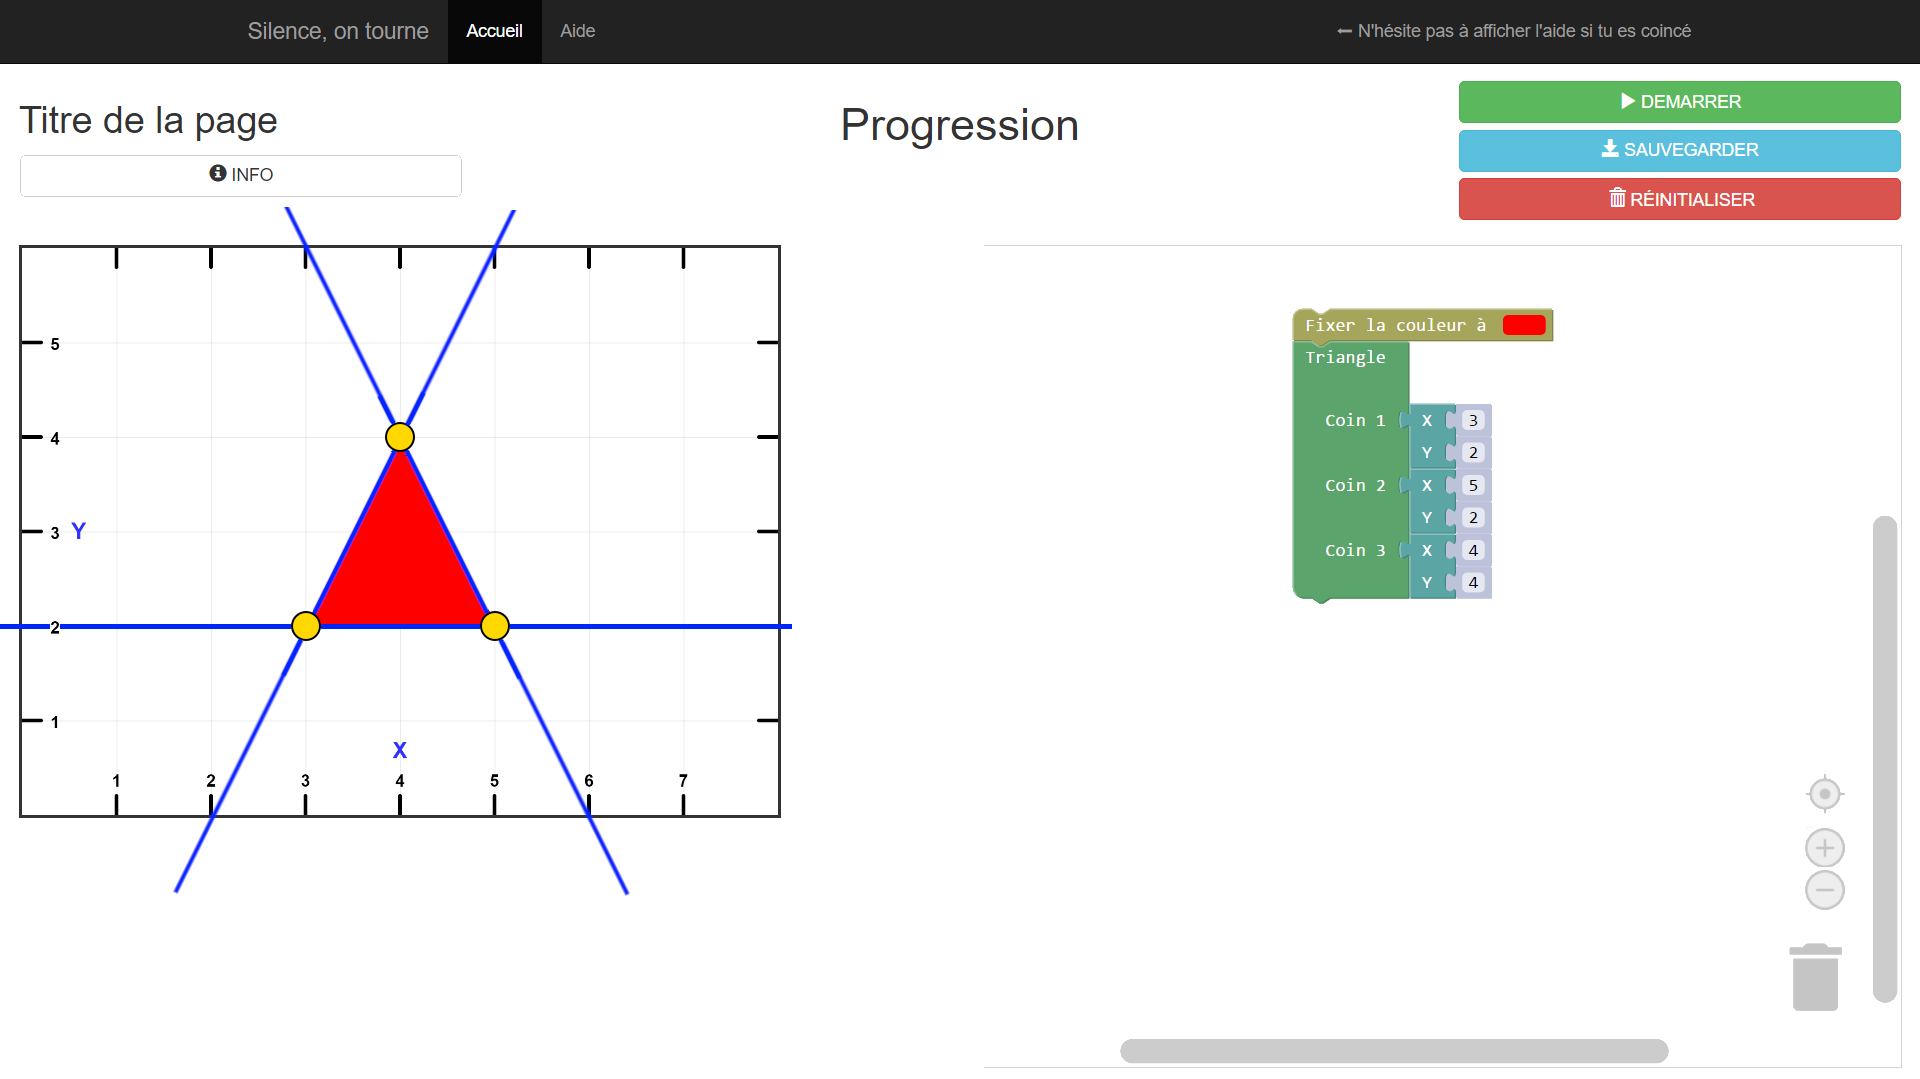 Silence, on tourne Accueil Aide N'hésite pas à afficher l'aide si tu es coincé
Titre de la page
INFO
Progression
DEMARRER
SAUVEGARDER
RÉINITIALISER
5
4
3 Y
2
1
X
1 2 3 4 5 6 7
Fixer la couleur à
Triangle
Coin 1 X 3
Y 2
Coin 2 X 5
Y 2
Coin 3 X 4
Y 4